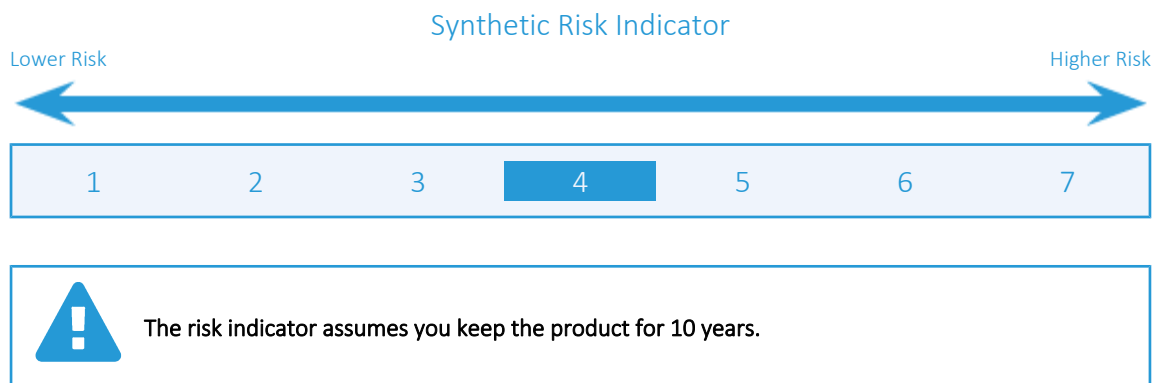 Synthetic Risk Indicator
Lower Risk Higher Risk
1 2 3 4 5 6 7
The risk indicator assumes you keep the product for 10 years.